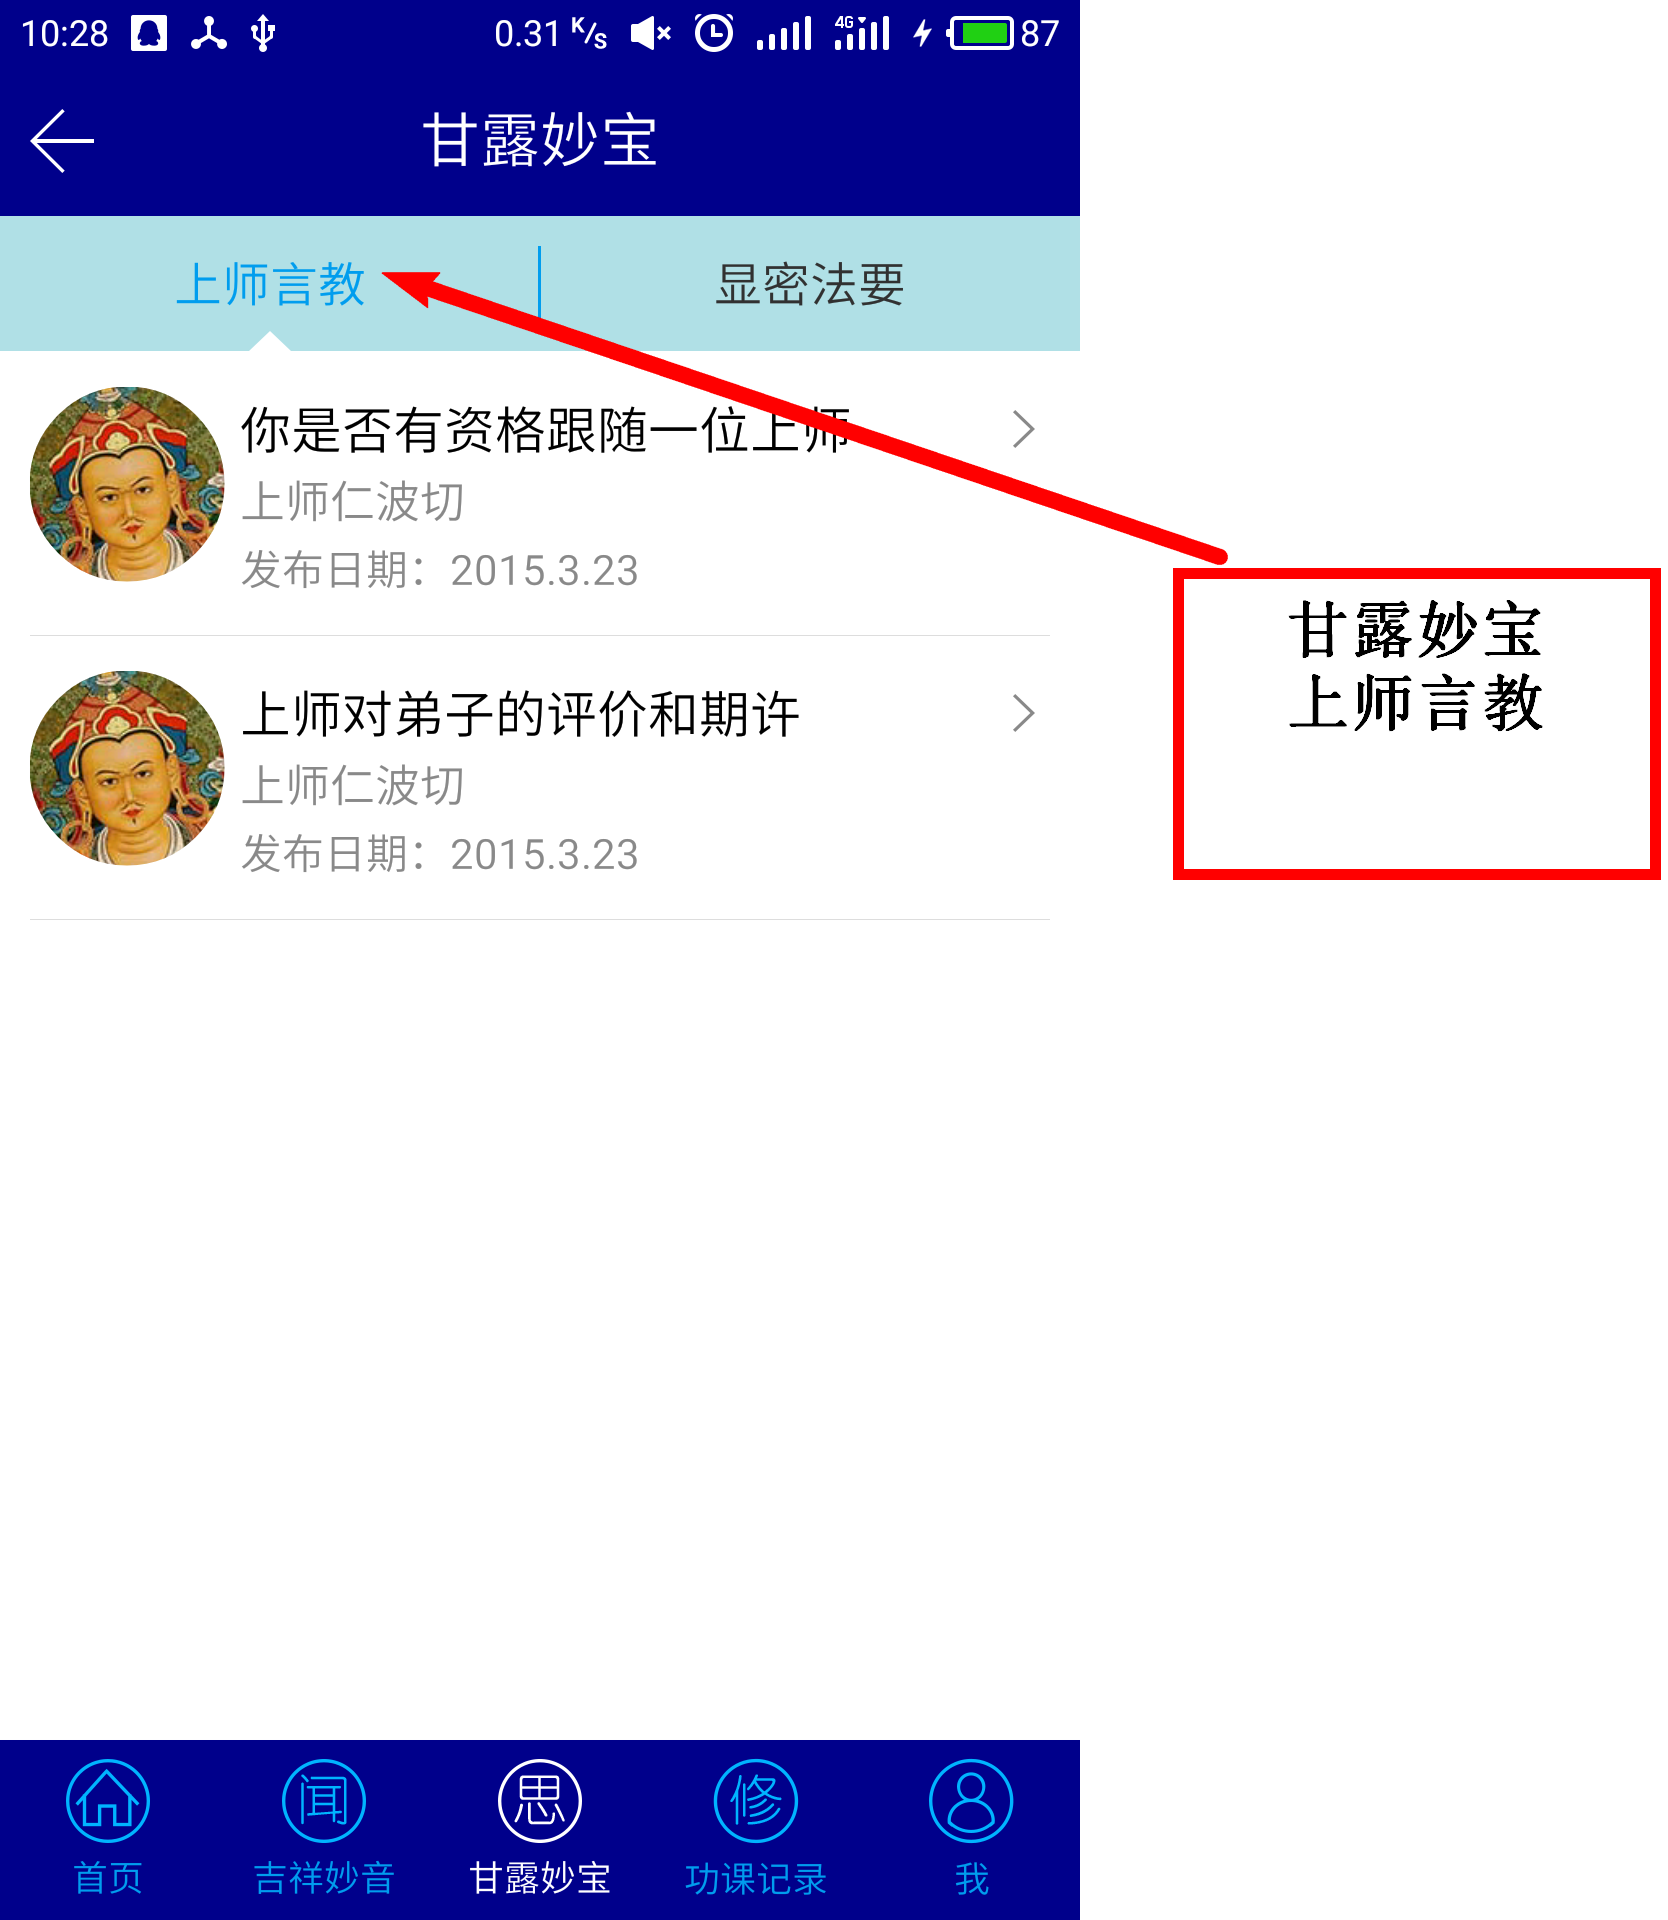 10:28 0.31 K/s 4G 87
甘露妙宝
上师言教 显密法要
你是否有资格跟随一位上师
上师仁波切
发布日期：2015.3.23
上师对弟子的评价和期许
上师仁波切
发布日期：2015.3.23
甘露妙宝
上师言教
闻 思 修
首页 吉祥妙音 甘露妙宝 功课记录 我